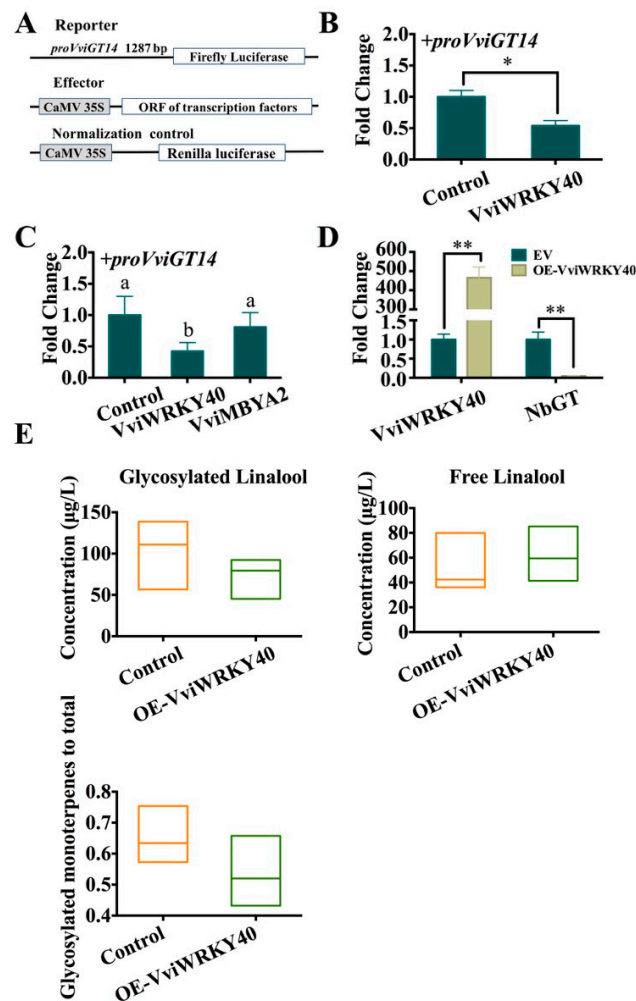 A
Reporter
proVviGT14 1287 bp
Firefly Luciferase
Effector
CaMV 35S
ORF of transcription factors
Normalization control
CaMV 35S
Renilla luciferase
B
+proVviGT14
Fold Change
2.0
1.5
1.0
0.5
0.0
*
Control
VviWRKY40
C
+proVviGT14
Fold Change
2.0
1.5
1.0
0.5
0.0
a
b
a
Control
VviWRKY40
VviMBYA2
D
Fold Change
600
500
400
300
200
1.5
1.0
0.5
0.0
**
**
EV
OE-VviWRKY40
VviWRKY40
NbGT
E
Glycosylated Linalool
Concentration (µg/L)
150
100
50
0
Control
OE-VviWRKY40
Free Linalool
Concentration (µg/L)
100
80
60
40
20
0
Control
OE-VviWRKY40
Glycosylated monoterpenes to total
0.8
0.7
0.6
0.5
0.4
Control
OE-VviWRKY40